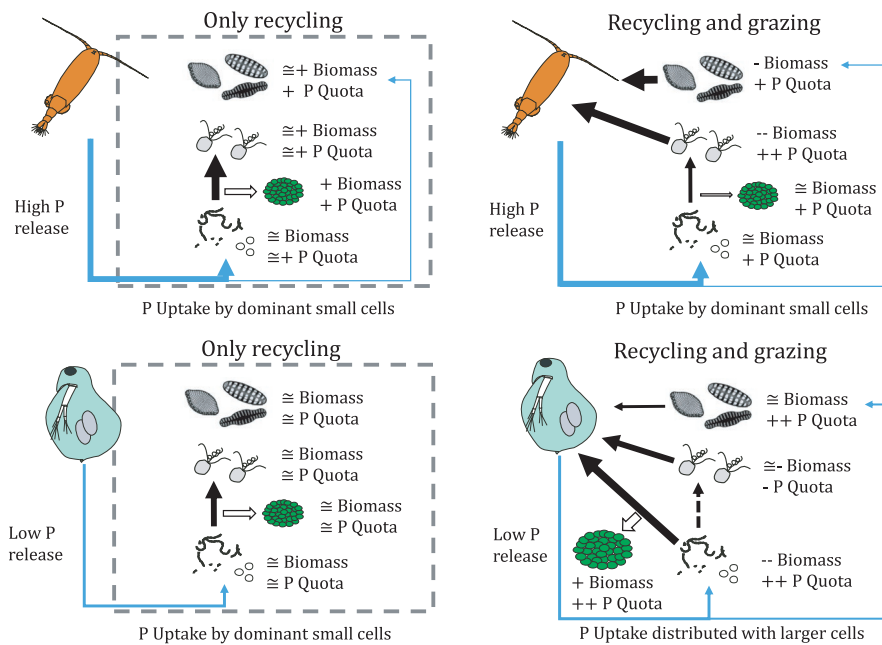 Only recycling
≅+ Biomass
+ P Quota
≅+ Biomass
≅+ P Quota
+ Biomass
+ P Quota
≅ Biomass
≅+ P Quota
High P
release
P Uptake by dominant small cells
Recycling and grazing
- Biomass
+ P Quota
-- Biomass
++ P Quota
≅ Biomass
+ P Quota
≅ Biomass
+ P Quota
High P
release
P Uptake by dominant small cells
Only recycling
≅ Biomass
≅ P Quota
≅ Biomass
≅ P Quota
≅ Biomass
≅ P Quota
≅ Biomass
≅ P Quota
Low P
release
P Uptake by dominant small cells
Recycling and grazing
≅ Biomass
++ P Quota
≅- Biomass
- P Quota
Low P
release
+ Biomass
++ P Quota
-- Biomass
++ P Quota
P Uptake distributed with larger cells